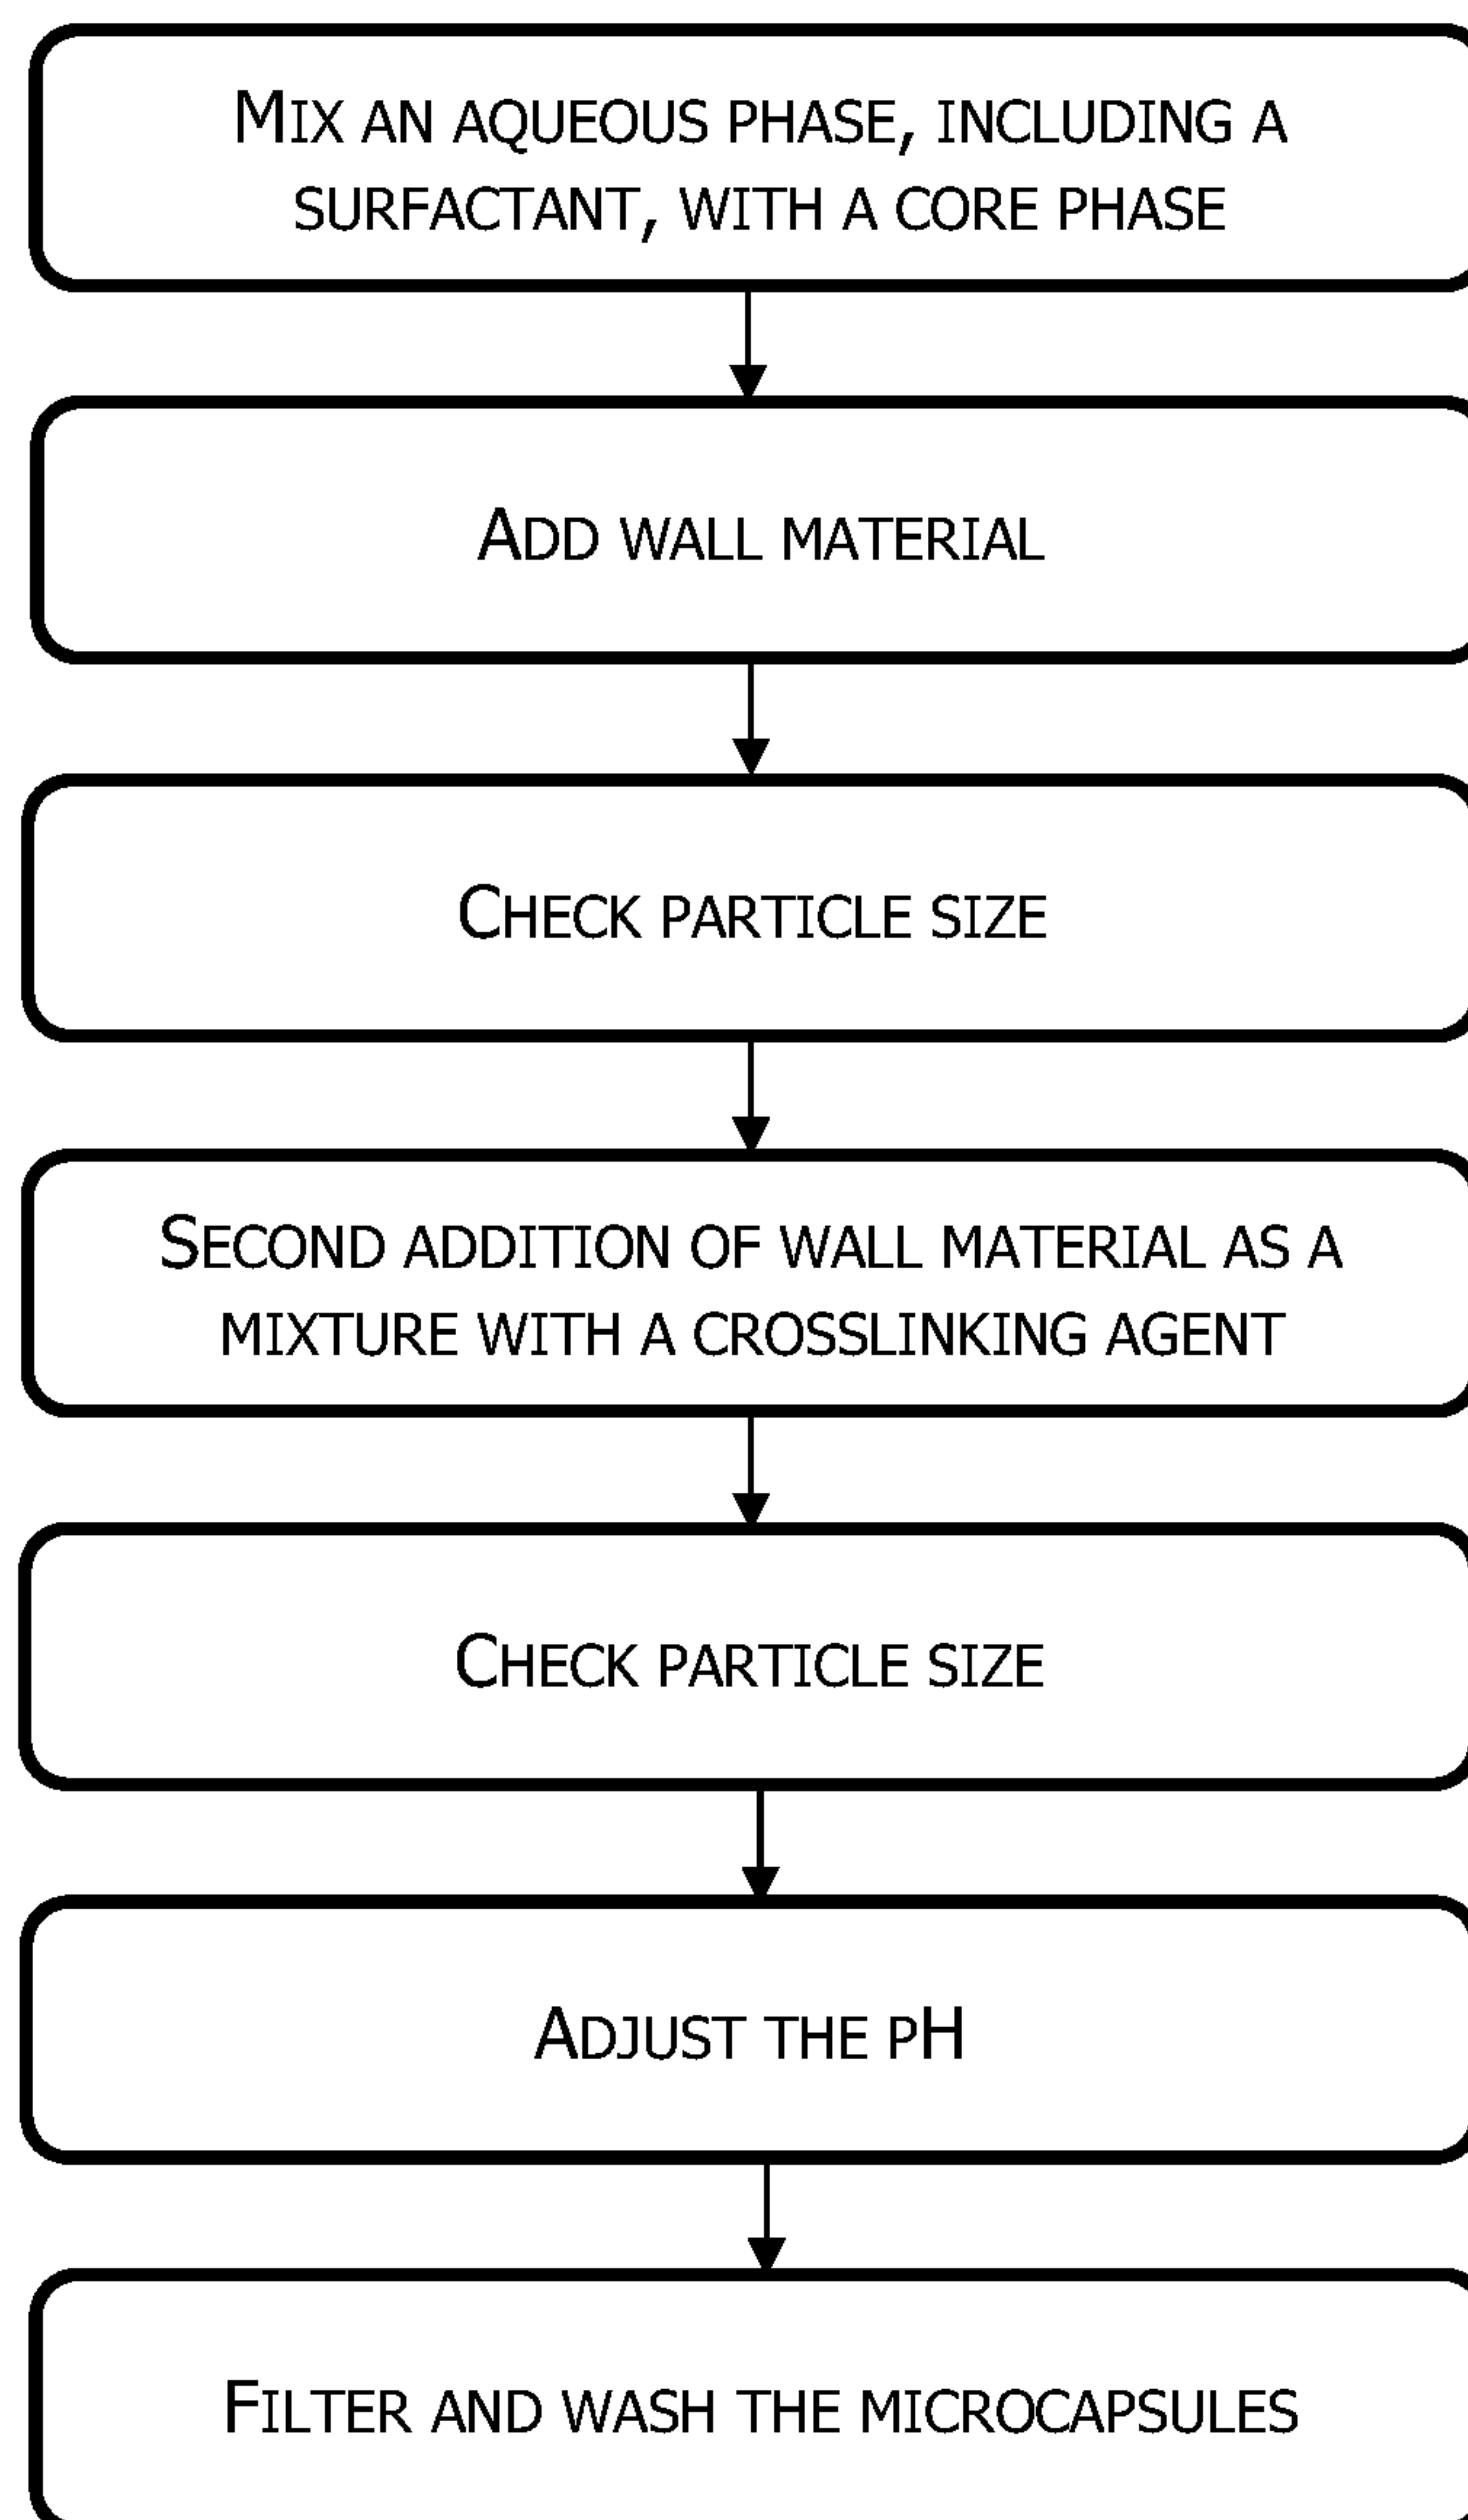 MIX AN AQUEOUS PHASE, INCLUDING A
SURFACTANT, WITH A CORE PHASE
ADD WALL MATERIAL
CHECK PARTICLE SIZE
SECOND ADDITION OF WALL MATERIAL AS A
MIXTURE WITH A CROSSLINKING AGENT
CHECK PARTICLE SIZE
ADJUST THE PH
FILTER AND WASH THE MICROCAPSULES